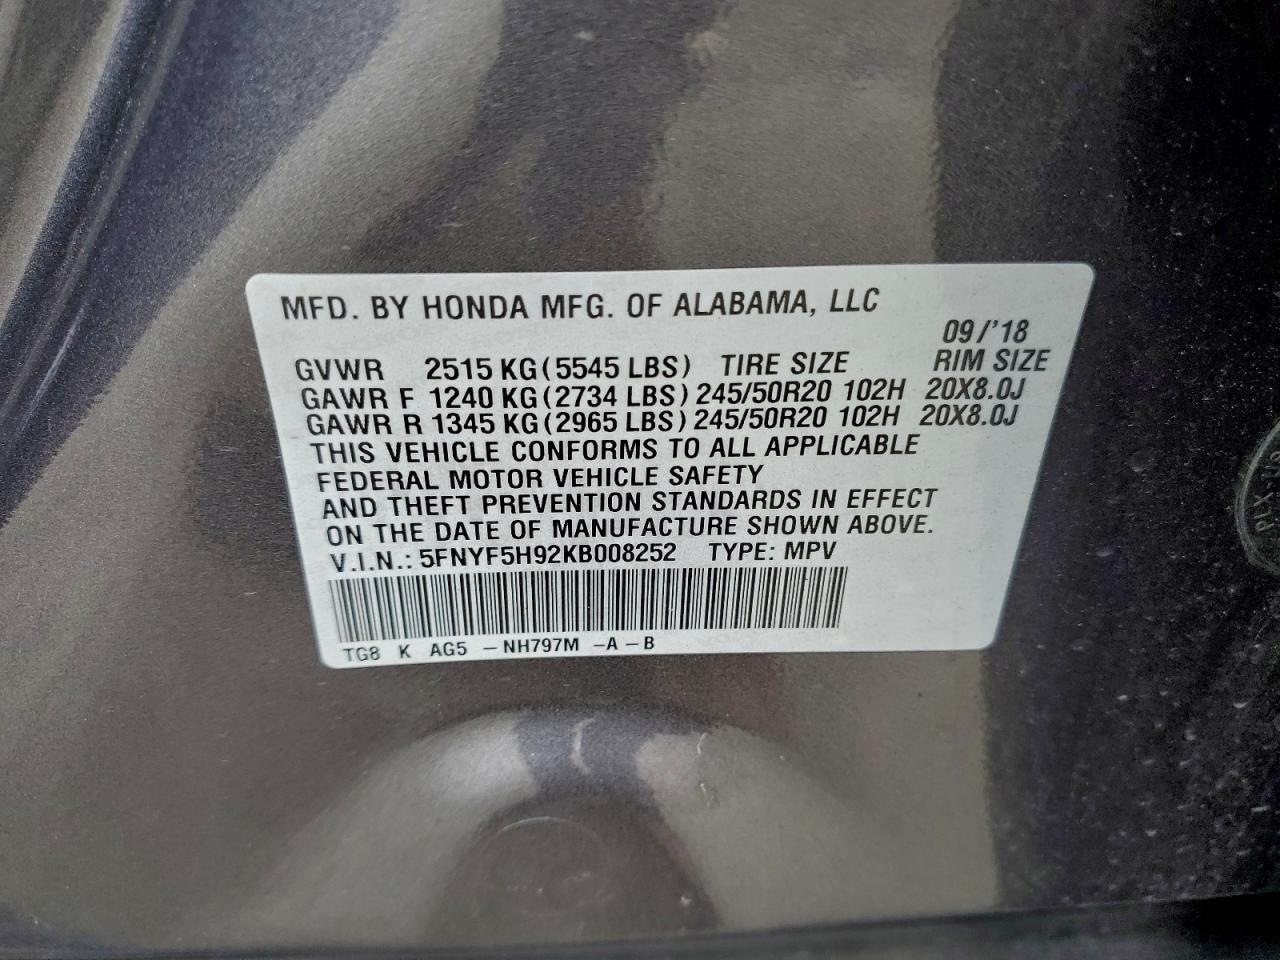 MFD. BY HONDA MFG. OF ALABAMA, LLC
09/'18
GVWR 2515 KG(5545 LBS) TIRE SIZE RIM SIZE
GAWR F 1240 KG(2734 LBS) 245/50R20 102H 20X8.0J
GAWR R 1345 KG(2965 LBS) 245/50R20 102H 20X8.0J
THIS VEHICLE CONFORMS TO ALL APPLICABLE
FEDERAL MOTOR VEHICLE SAFETY
AND THEFT PREVENTION STANDARDS IN EFFECT
ON THE DATE OF MANUFACTURE SHOWN ABOVE.
V.I.N.: 5FNYF5H92KB008252 TYPE: MPV
TG8 K AG5 - NH797M - A - B